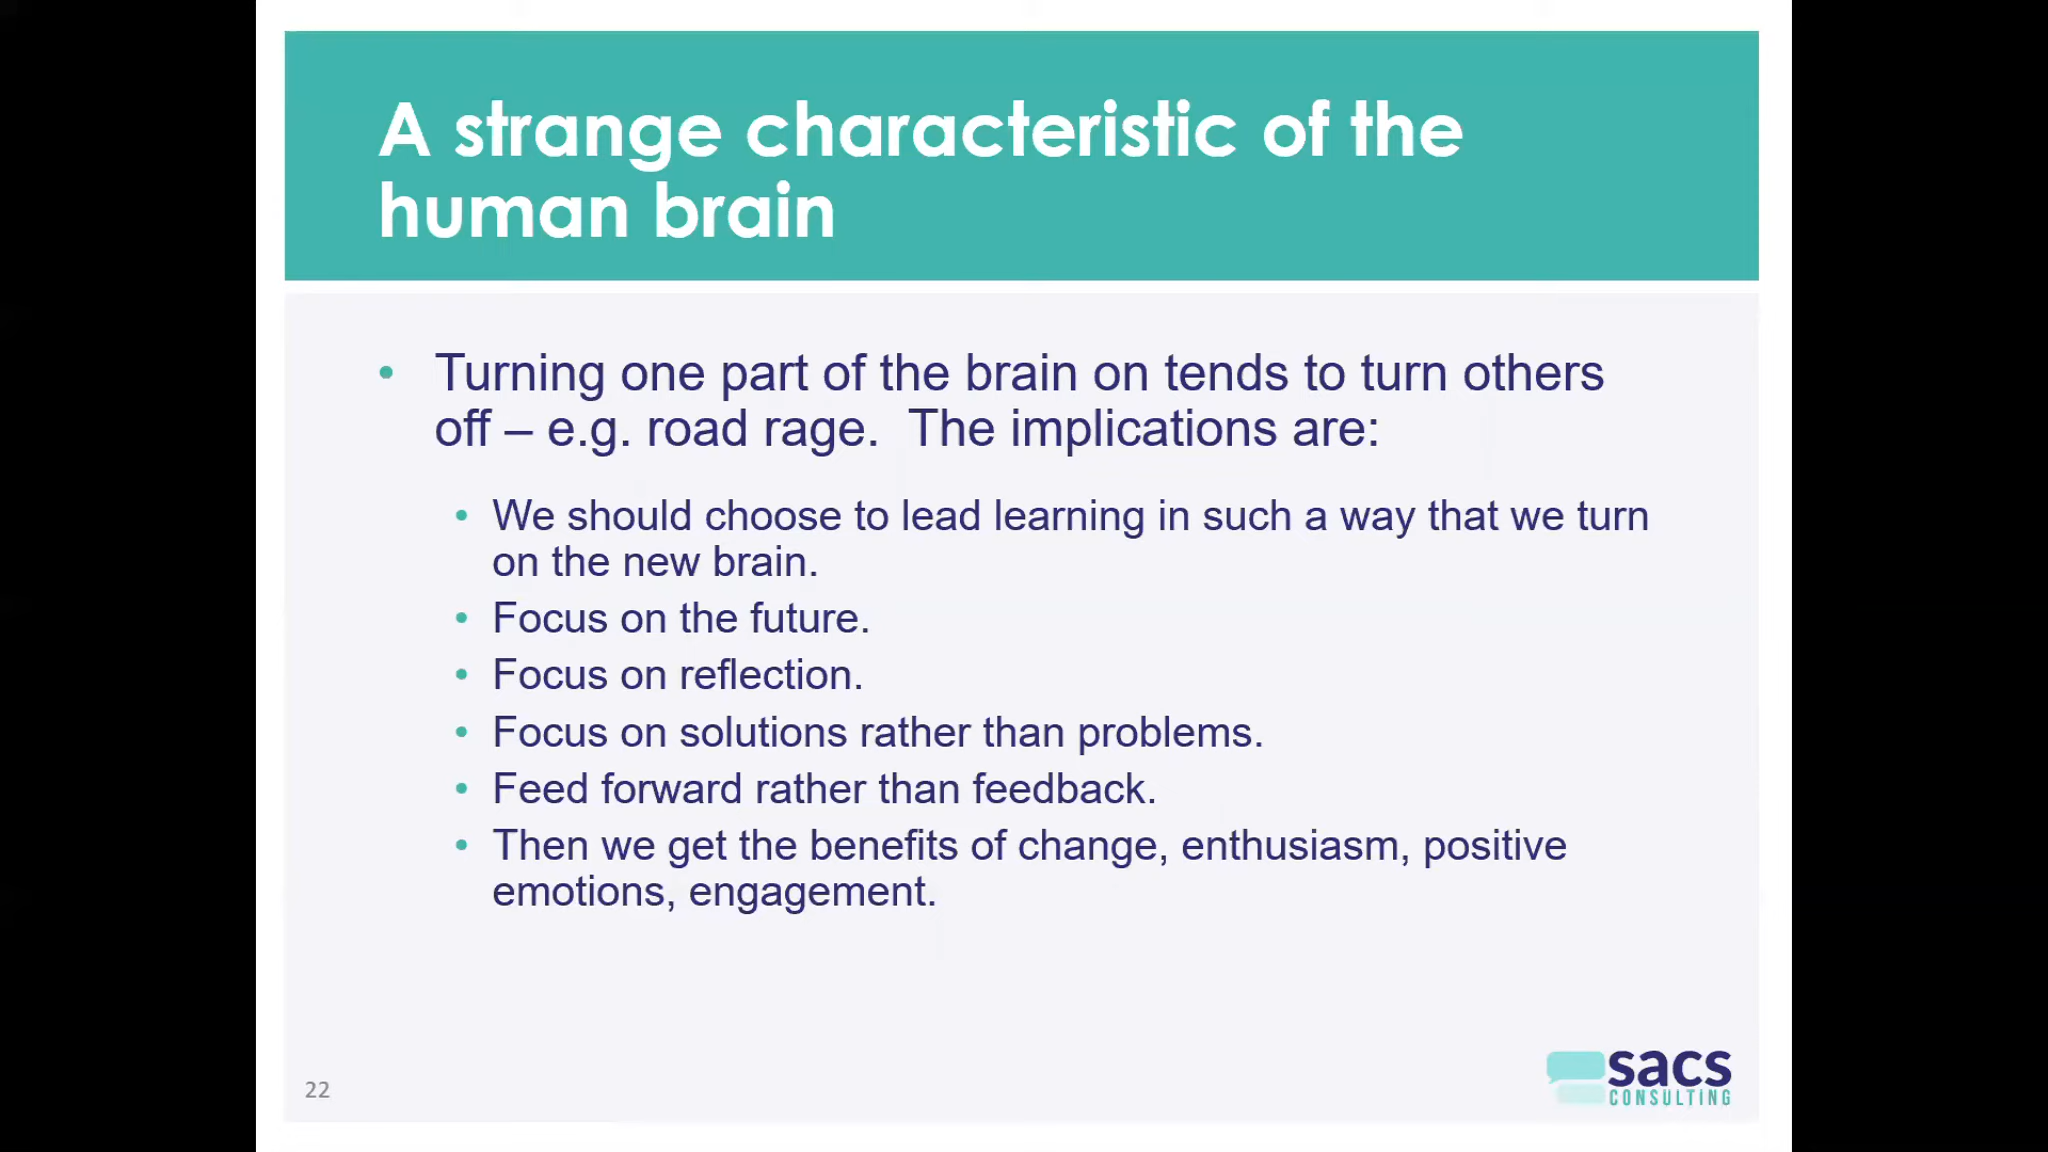 A strange characteristic of the
human brain
• Turning one part of the brain on tends to turn others
off – e.g. road rage.  The implications are:
• We should choose to lead learning in such a way that we turn
on the new brain.
• Focus on the future.
• Focus on reflection.
• Focus on solutions rather than problems.
• Feed forward rather than feedback.
• Then we get the benefits of change, enthusiasm, positive
emotions, engagement.
22
sacs
CONSULTING